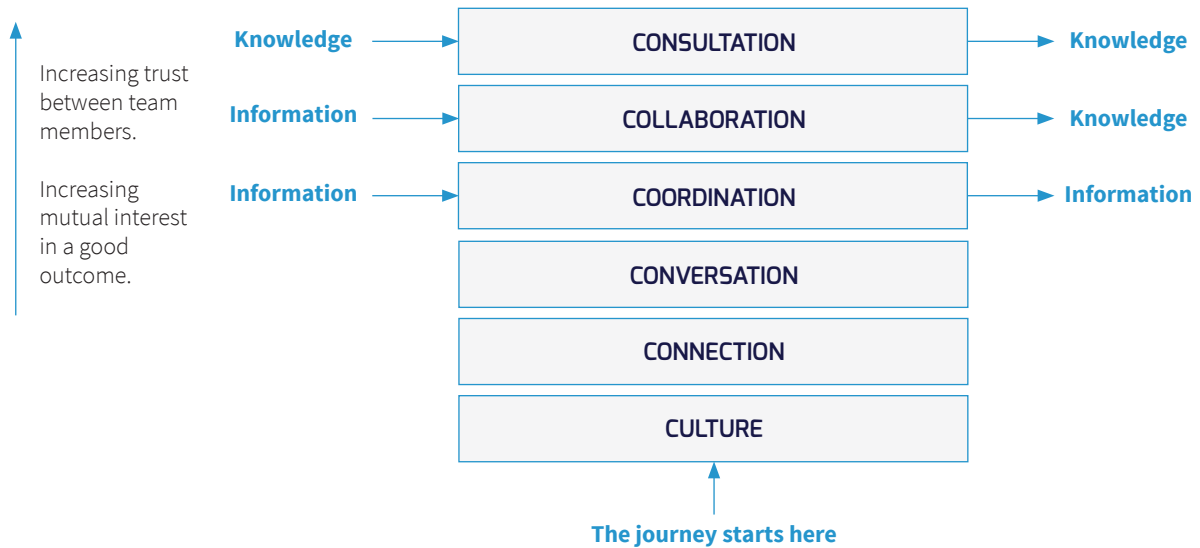 Knowledge
CONSULTATION
Knowledge
Increasing trust
between team
members.
Information
COLLABORATION
Knowledge
Increasing
mutual interest
in a good
outcome.
Information
COORDINATION
Information
CONVERSATION
CONNECTION
CULTURE
The journey starts here